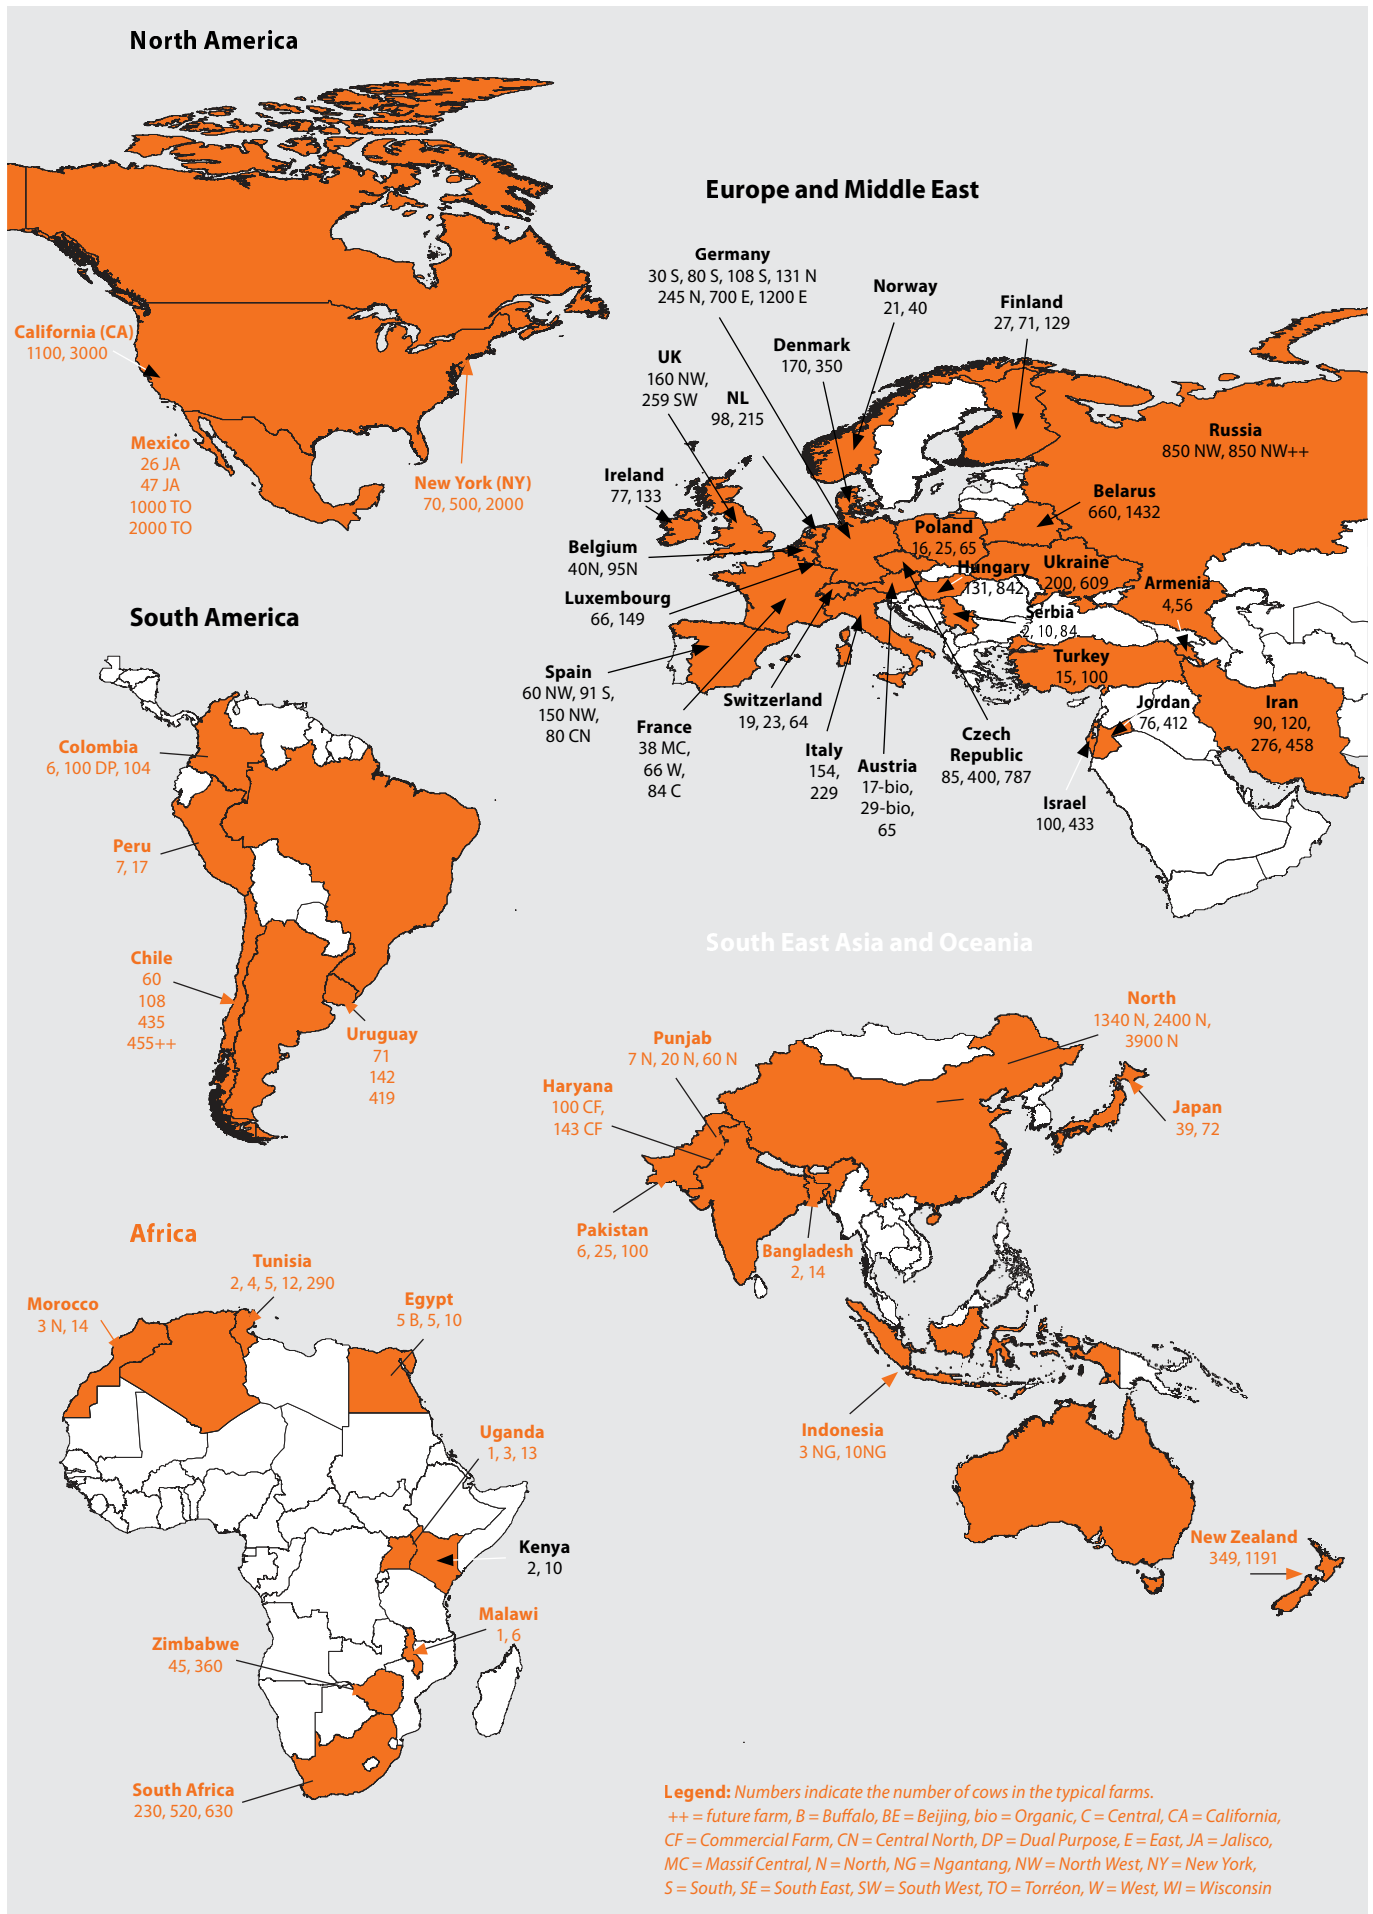 North America
California (CA)
1100, 3000
Mexico
26 JA
47 JA
1000 TO
2000 TO
New York (NY)
70, 500, 2000
Europe and Middle East
Germany
30 S, 80 S, 108 S, 131 N
245 N, 700 E, 1200 E
Norway
21, 40
Finland
27, 71, 129
Denmark
170, 350
UK
160 NW,
259 SW
NL
98, 215
Russia
850 NW, 850 NW++
Ireland
77, 133
Belarus
660, 1432
Poland
16, 25, 65
Belgium
40N, 95N
Hungary
131, 842
Ukraine
200, 609
Armenia
4,56
Luxembourg
66, 149
Serbia
2, 10, 84
Turkey
15, 100
Spain
60 NW, 91 S,
150 NW,
80 CN
Switzerland
19, 23, 64
France
38 MC,
66 W,
84 C
Italy
154,
229
Austria
17-bio,
29-bio,
65
Czech
Republic
85, 400, 787
Jordan
76, 412
Iran
90, 120,
276, 458
Israel
100, 433
South America
Colombia
6, 100 DP, 104
Peru
7, 17
Chile
60
108
435
455++
Uruguay
71
142
419
South East Asia and Oceania
North
1340 N, 2400 N,
3900 N
Punjab
7 N, 20 N, 60 N
Haryana
100 CF,
143 CF
Japan
39, 72
Pakistan
6, 25, 100
Bangladesh
2, 14
Indonesia
3 NG, 10NG
New Zealand
349, 1191
Africa
Tunisia
2, 4, 5, 12, 290
Morocco
3 N, 14
Egypt
5 B, 5, 10
Uganda
1, 3, 13
Kenya
2, 10
Malawi
1, 6
Zimbabwe
45, 360
South Africa
230, 520, 630
Legend: Numbers indicate the number of cows in the typical farms.
++ = future farm, B = Buffalo, BE = Beijing, bio = Organic, C = Central, CA = California,
CF = Commercial Farm, CN = Central North, DP = Dual Purpose, E = East, JA = Jalisco,
MC = Massif Central, N = North, NG = Ngantang, NW = North West, NY = New York,
S = South, SE = South East, SW = South West, TO = Torréon, W = West, WI = Wisconsin